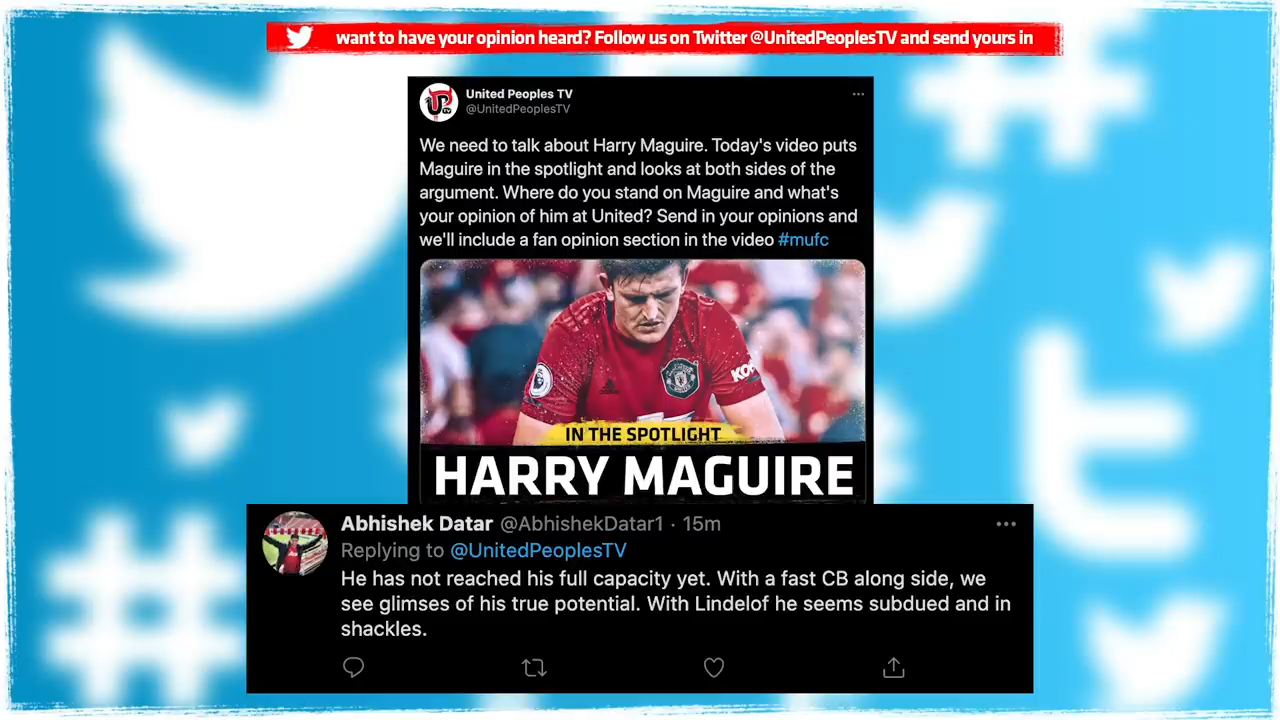 want to have your opinion heard? Follow us on Twitter @UnitedPeoplesTV and send yours in
United Peoples TV
@UnitedPeoplesTV
We need to talk about Harry Maguire. Today's video puts
Maguire in the spotlight and looks at both sides of the
argument. Where do you stand on Maguire and what's
your opinion of him at United? Send in your opinions and
we'll include a fan opinion section in the video #mufc
IN THE SPOTLIGHT
HARRY MAGUIRE
Abhishek Datar @AbhishekDatar1 · 15m
Replying to @UnitedPeoplesTV
He has not reached his full capacity yet. With a fast CB along side, we
see glimses of his true potential. With Lindelof he seems subdued and in
shackles.